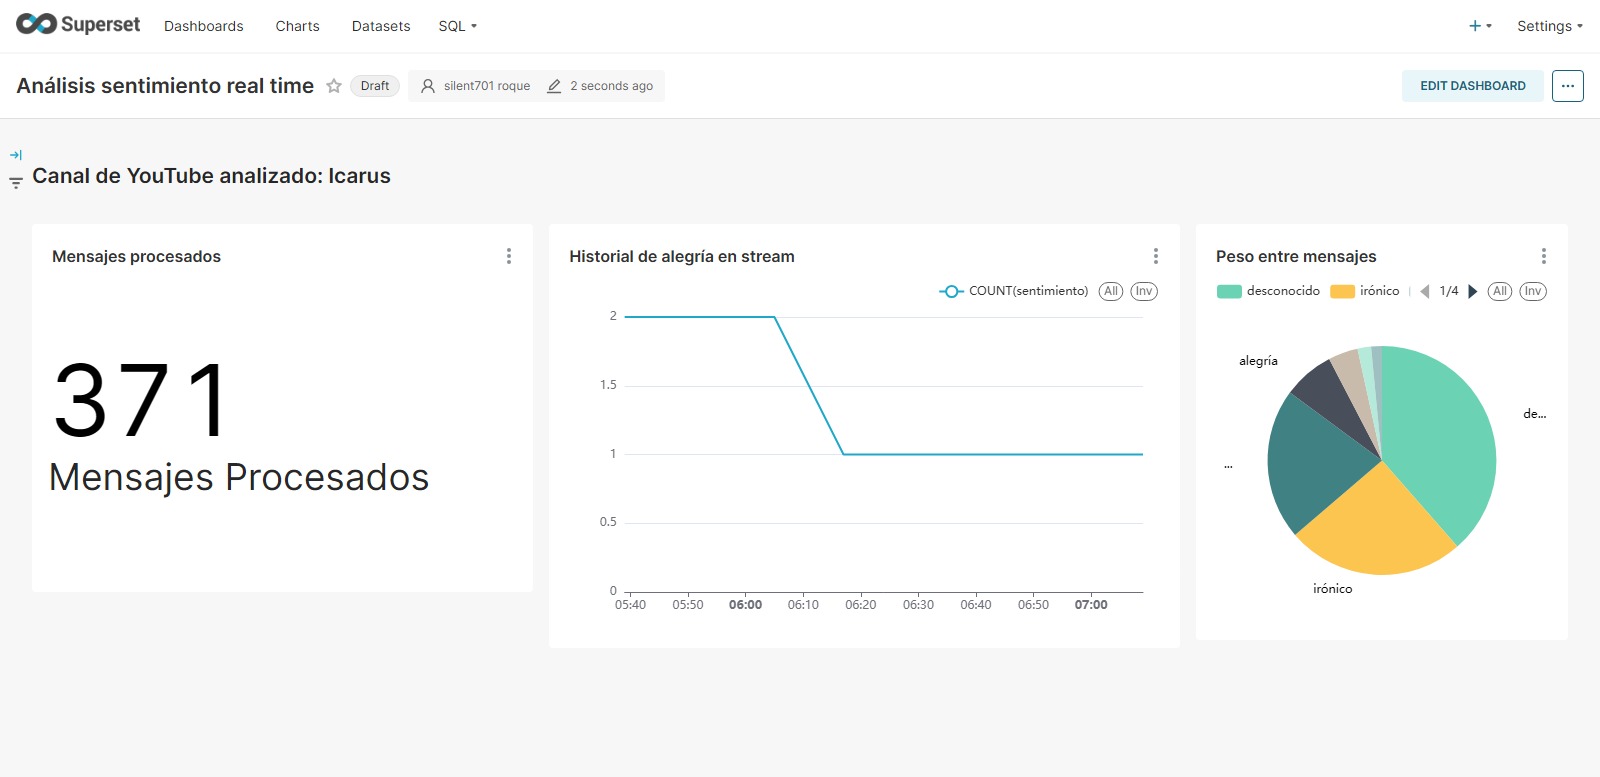 Superset Dashboards Charts Datasets SQL + Settings
Análisis sentimiento real time Draft silent701 roque 2 seconds ago EDIT DASHBOARD ...
Canal de YouTube analizado: Icarus
Mensajes procesados
371
Mensajes Procesados
Historial de alegría en stream
COUNT(sentimiento) All Inv
2
1.5
1
0.5
0
05:40 05:50 06:00 06:10 06:20 06:30 06:40 06:50 07:00
Peso entre mensajes
desconocido irónico 1/4 All Inv
alegría
de...
...
irónico